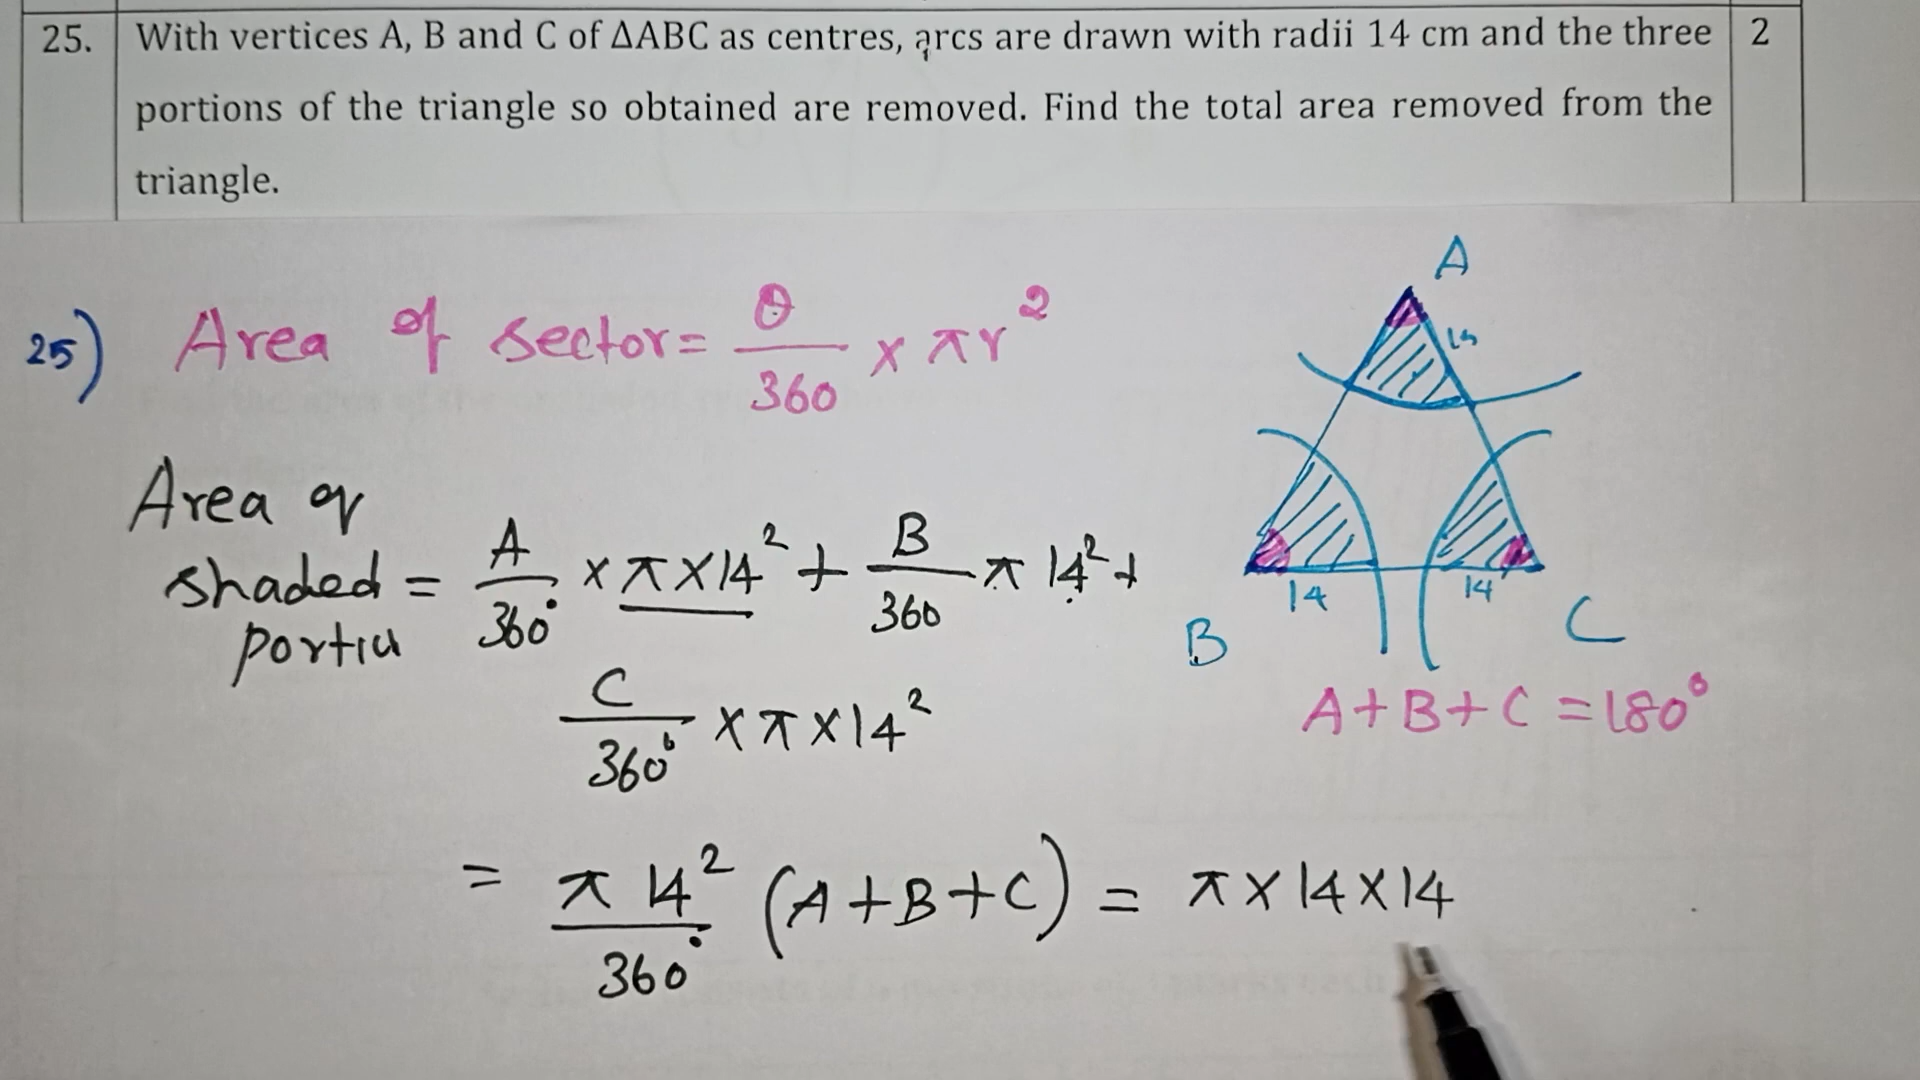 25. With vertices A, B and C of ΔABC as centres, arcs are drawn with radii 14 cm and the three 2
portions of the triangle so obtained are removed. Find the total area removed from the
triangle.
25) Area of sector = θ/360 × πr²
Area of
shaded = A/360° × π×14² + B/360 π 14² +
portin
C/360° × π × 14²
= π 14²/360° (A+B+C) = π × 14 × 14
A
14
14
B
C
A+B+C = 180°